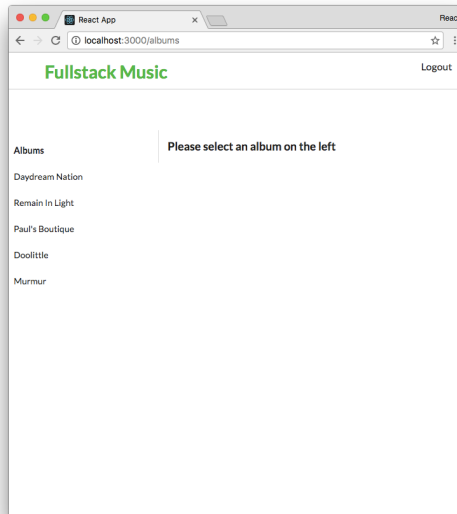 React App
Reac
localhost:3000/albums
Fullstack Music
Logout
Albums
Please select an album on the left
Daydream Nation
Remain In Light
Paul's Boutique
Doolittle
Murmur